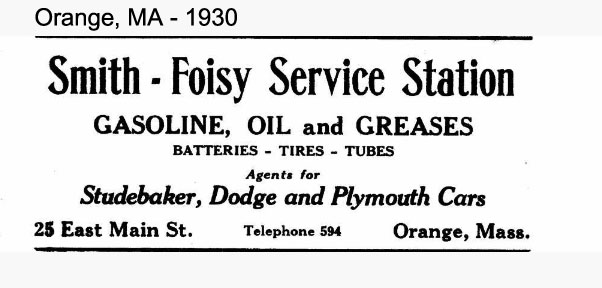 Orange, MA - 1930
Smith - Foisy Service Station
GASOLINE, OIL and GREASES
BATTERIES - TIRES - TUBES
Agents for
Studebaker, Dodge and Plymouth Cars
25 East Main St. Telephone 594 Orange, Mass.